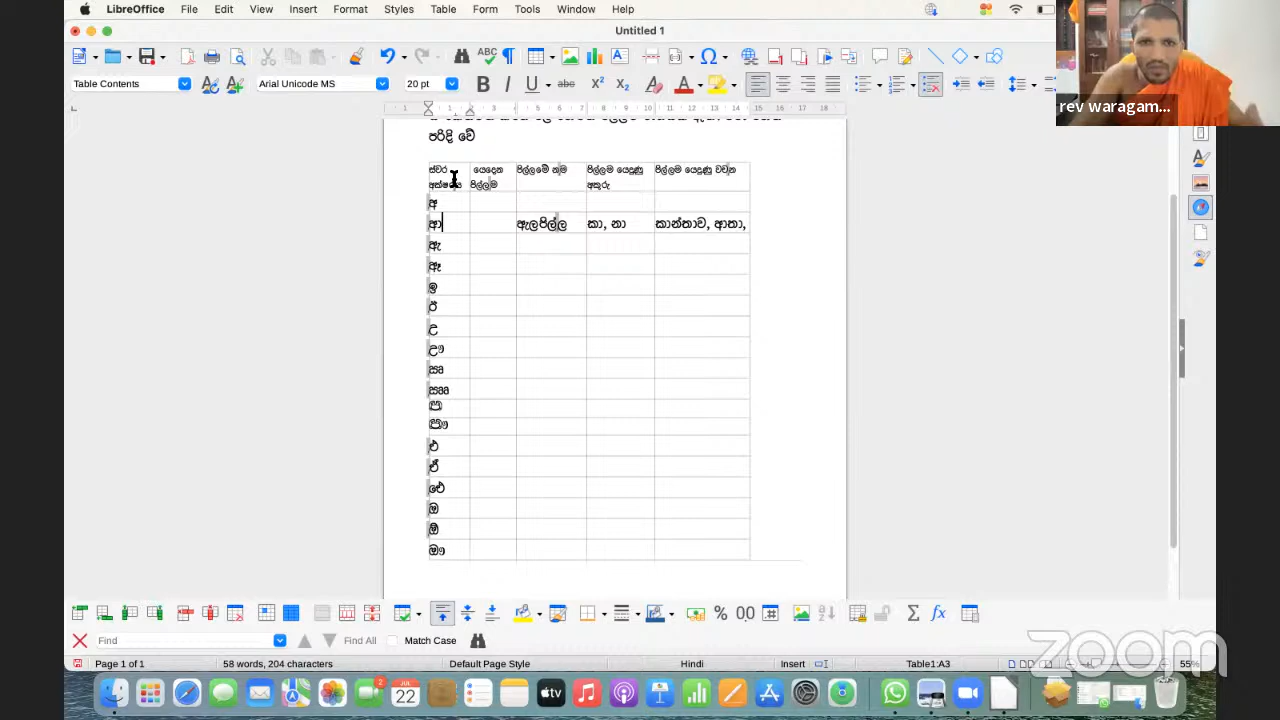 LibreOffice File Edit View Insert Format Styles Table Form Tools Window Help
Untitled 1
Table Contents Arial Unicode MS 20 pt
rev waragam...
පරිදි වේ
ස්වර අක්ෂරය යෙදෙන පිල්ලම පිල්ලමේ නම පිල්ලම යෙදුණු අකුරු පිල්ලම යෙදුණු වචන
අ
ආ ඇලපිල්ල කා, නා කාන්තාව, ආතා,
ඇ
ඈ
ඉ
ඊ
උ
ඌ
ඍ
ඎ
ඏ
ඐ
එ
ඒ
ඓ
ඔ
ඕ
ඖ
Find Find All Match Case
zoom
Page 1 of 1 58 words, 204 characters Default Page Style Hindi Insert Table1:A3 55%
JUL 22 2